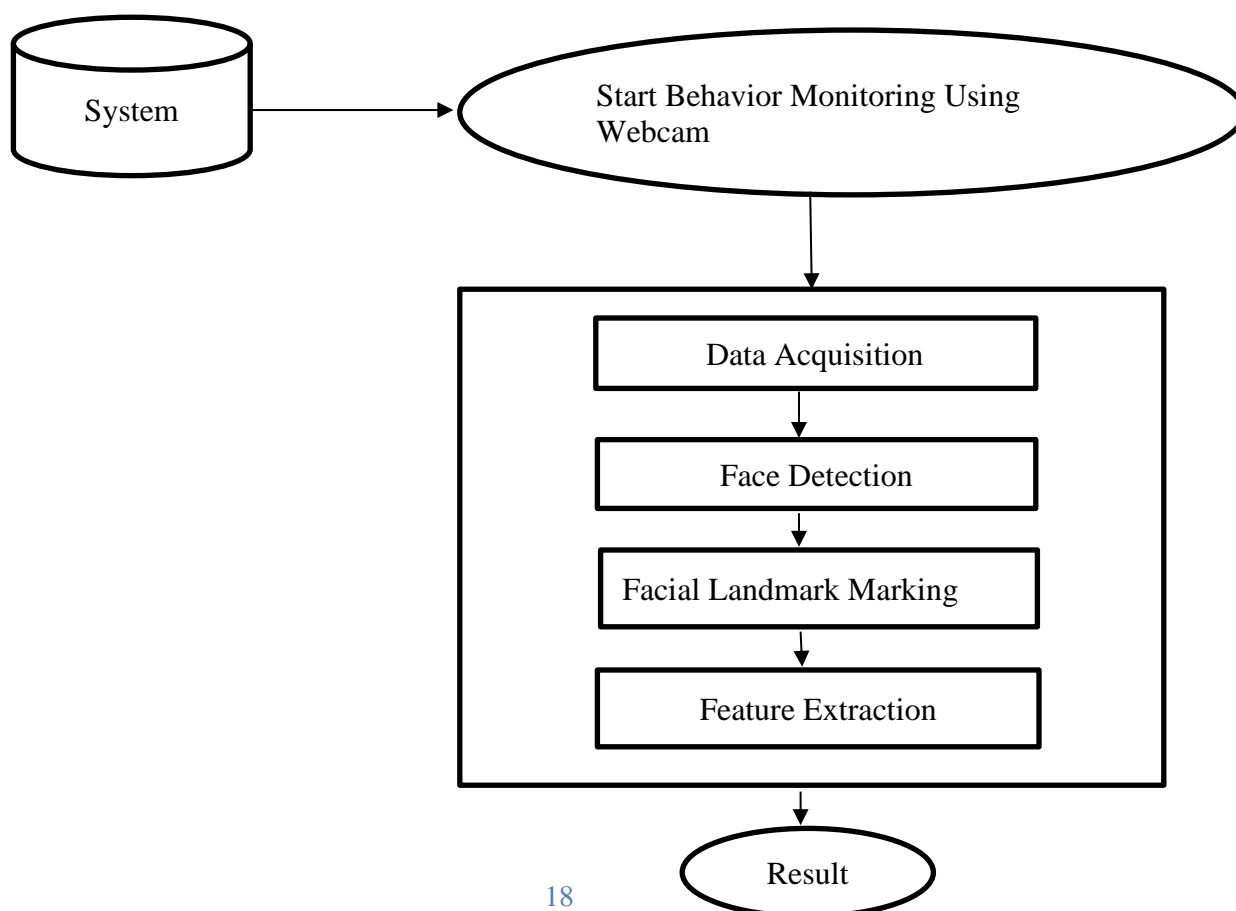 System
Start Behavior Monitoring Using
Webcam
Data Acquisition
Face Detection
Facial Landmark Marking
Feature Extraction
Result
18